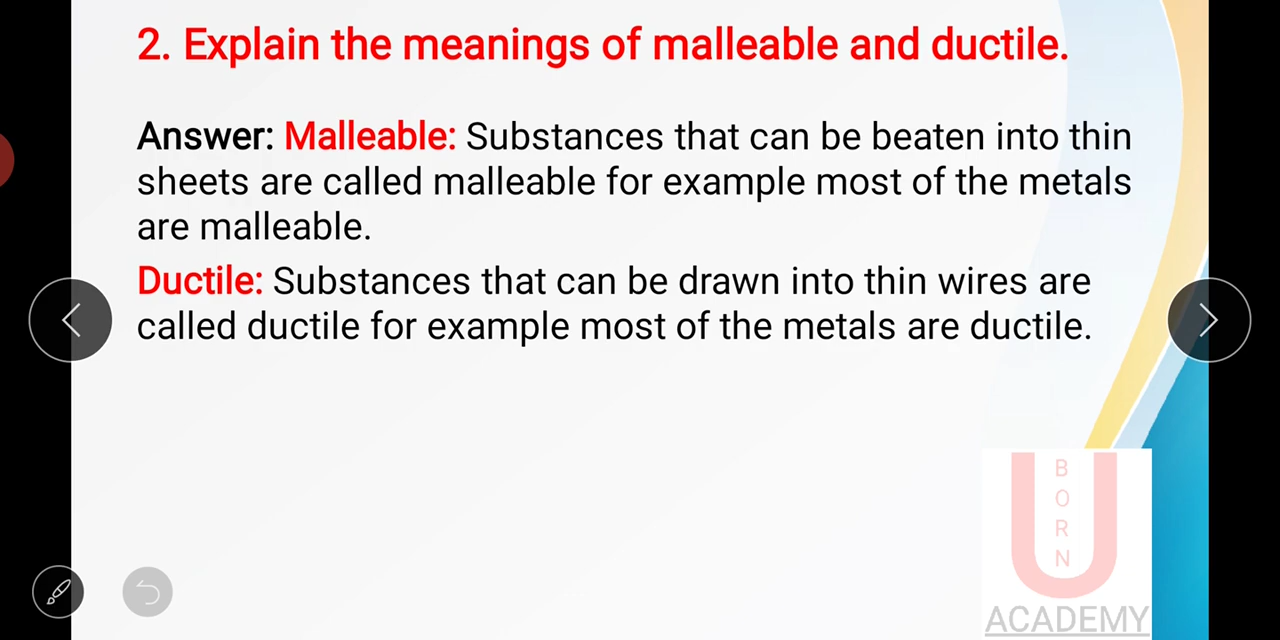 2. Explain the meanings of malleable and ductile.
Answer: Malleable: Substances that can be beaten into thin
sheets are called malleable for example most of the metals
are malleable.
Ductile: Substances that can be drawn into thin wires are
called ductile for example most of the metals are ductile.
U
B
O
R
N
ACADEMY